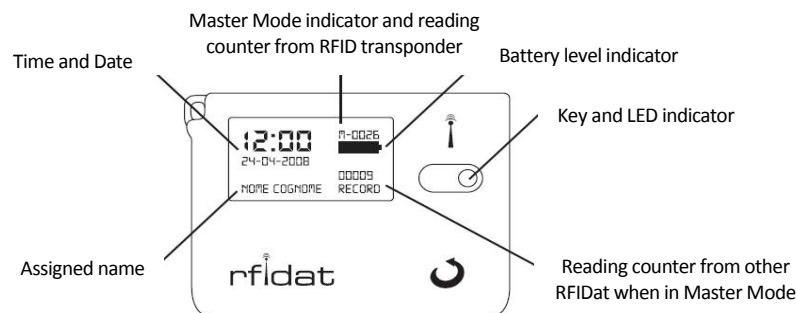 Master Mode indicator and reading
counter from RFID transponder
Time and Date
Battery level indicator
Key and LED indicator
12:00
M-0026
24-04-2008
00009
NOME COGNOME
RECORD
Assigned name
rfidat
Reading counter from other
RFIDat when in Master Mode